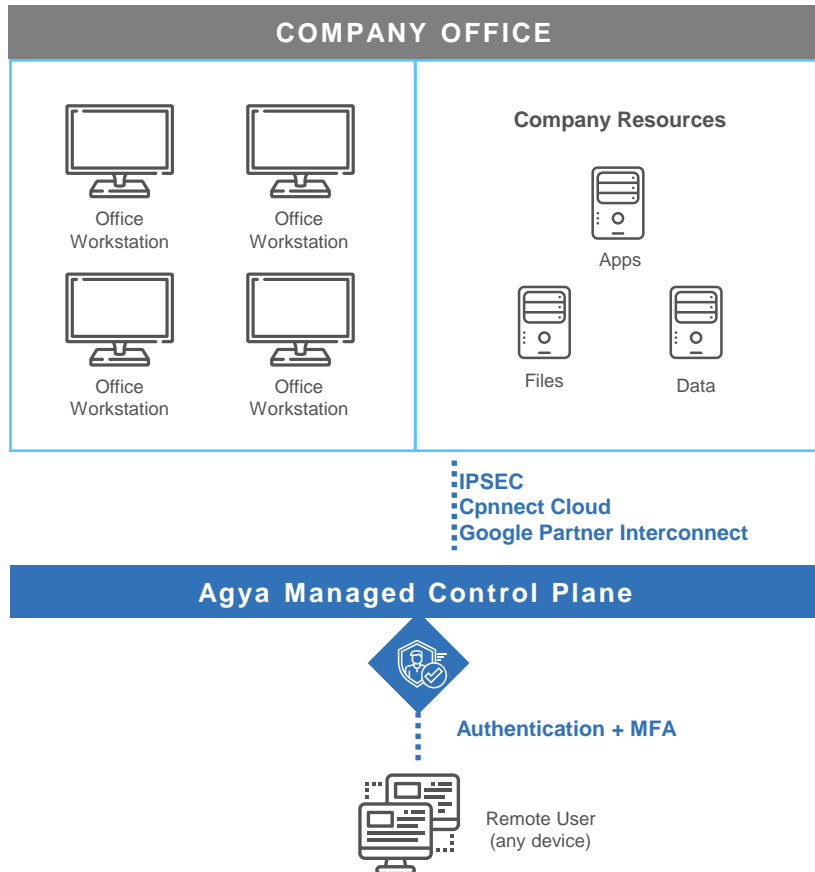 COMPANY OFFICE
Office
Workstation
Office
Workstation
Office
Workstation
Office
Workstation
Company Resources
Apps
Files
Data
IPSEC
Cpnnect Cloud
Google Partner Interconnect
Agya Managed Control Plane
Authentication + MFA
Remote User
(any device)